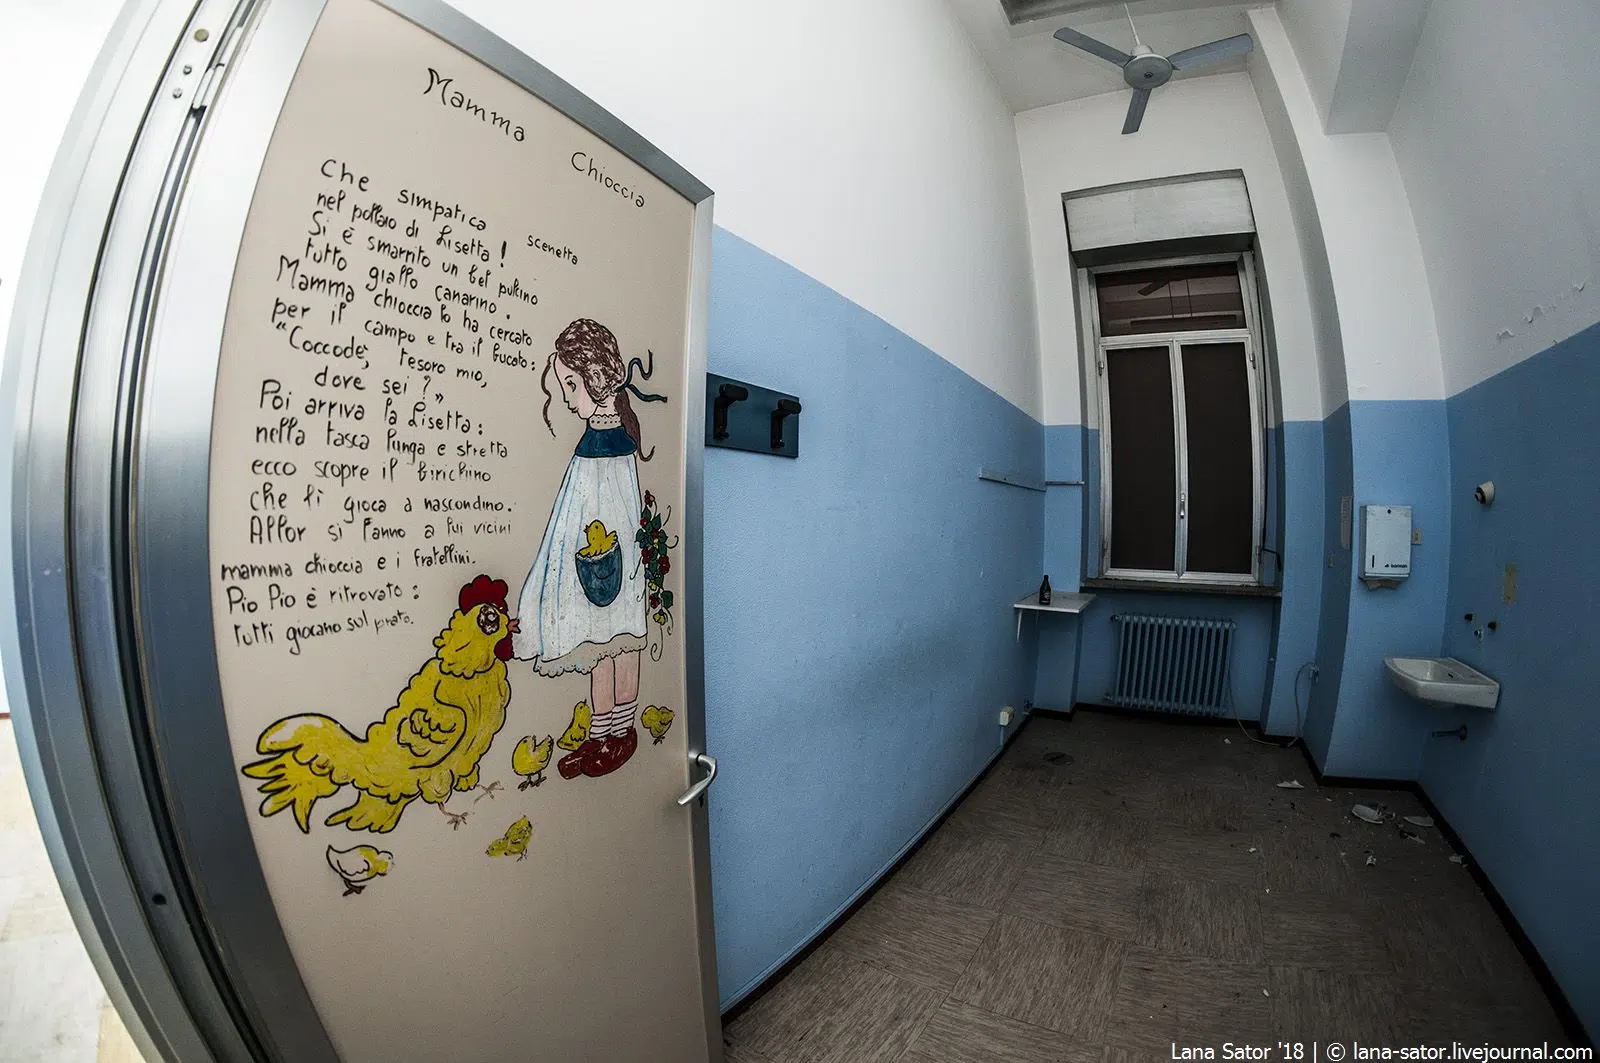 Mamma Chioccia
Che simpatica scenetta
nel pollaio di Lisetta!
Si è smarrito un bel pulcino
tutto giallo canarino.
Mamma chioccia lo ha cercato
per il campo e tra il bucato:
"Coccodè, tesoro mio,
dove sei?"
Poi arriva la Lisetta:
nella tasca lunga e stretta
ecco scopre il birichino
che lì gioca a nascondino.
Allor si fanno a lui vicini
mamma chioccia e i fratellini.
Pio Pio è ritrovato:
tutti giocano sul prato.
Lana Sator '18 | © lana-sator.livejournal.com